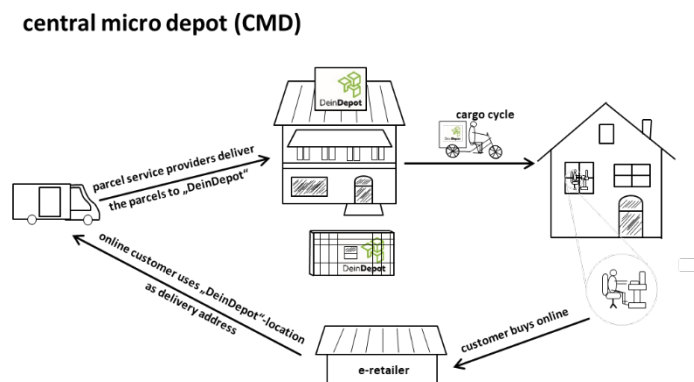 central micro depot (CMD)
DeinDepot
cargo cycle
parcel service providers deliver
the parcels to „DeinDepot“
DeinDepot
online customer uses „DeinDepot“-location
as delivery address
customer buys online
e-retailer